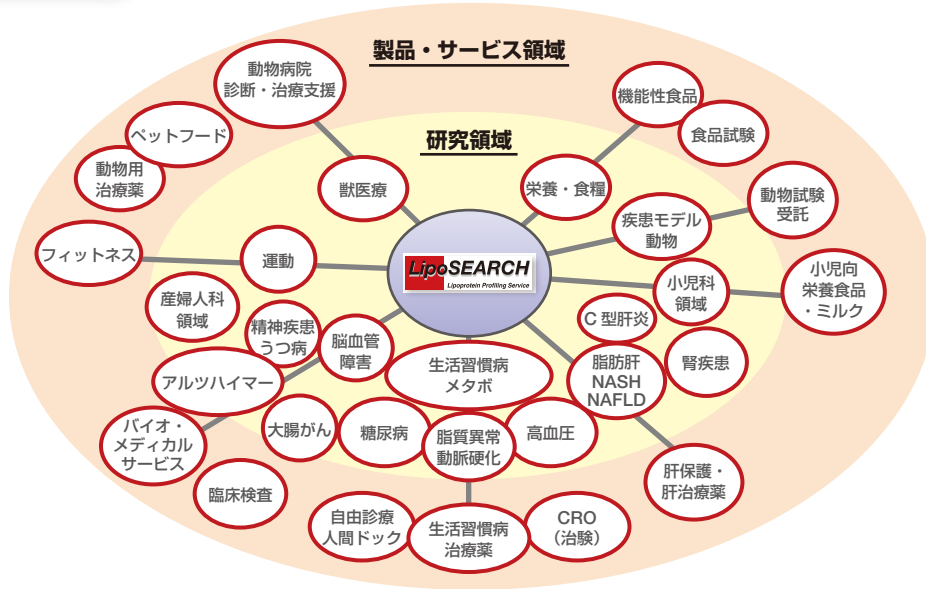 製品・サービス領域
動物病院
診断・治療支援
ペットフード
動物用
治療薬
フィットネス
機能性食品
食品試験
動物試験
受託
小児向
栄養食品
・ミルク
研究領域
獣医療
栄養・食糧
疾患モデル
動物
運動
小児科
領域
産婦人科
領域
精神疾患
うつ病
脳血管
障害
アルツハイマー
C 型肝炎
脂肪肝
NASH
NAFLD
腎疾患
LipoSEARCH
Lipoprotein Profiling Service
生活習慣病
メタボ
大腸がん
糖尿病
脂質異常
動脈硬化
高血圧
バイオ・
メディカル
サービス
臨床検査
自由診療
人間ドック
生活習慣病
治療薬
CRO
（治験）
肝保護・
肝治療薬